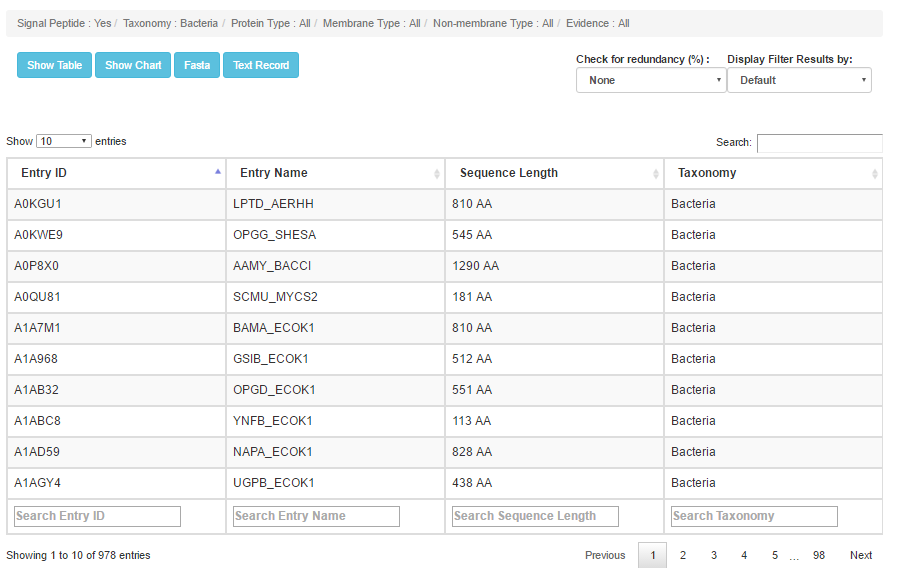 Signal Peptide : Yes / Taxonomy : Bacteria / Protein Type : All / Membrane Type : All / Non-membrane Type : All / Evidence : All
Show Table Show Chart Fasta Text Record
Check for redundancy (%) : Display Filter Results by:
None Default
Show 10 entries Search:
Entry ID Entry Name Sequence Length Taxonomy
A0KGU1 LPTD_AERHH 810 AA Bacteria
A0KWE9 OPGG_SHESA 545 AA Bacteria
A0P8X0 AAMY_BACCI 1290 AA Bacteria
A0QU81 SCMU_MYCS2 181 AA Bacteria
A1A7M1 BAMA_ECOK1 810 AA Bacteria
A1A968 GSIB_ECOK1 512 AA Bacteria
A1AB32 OPGD_ECOK1 551 AA Bacteria
A1ABC8 YNFB_ECOK1 113 AA Bacteria
A1AD59 NAPA_ECOK1 828 AA Bacteria
A1AGY4 UGPB_ECOK1 438 AA Bacteria
Search Entry ID Search Entry Name Search Sequence Length Search Taxonomy
Showing 1 to 10 of 978 entries Previous 1 2 3 4 5 ... 98 Next